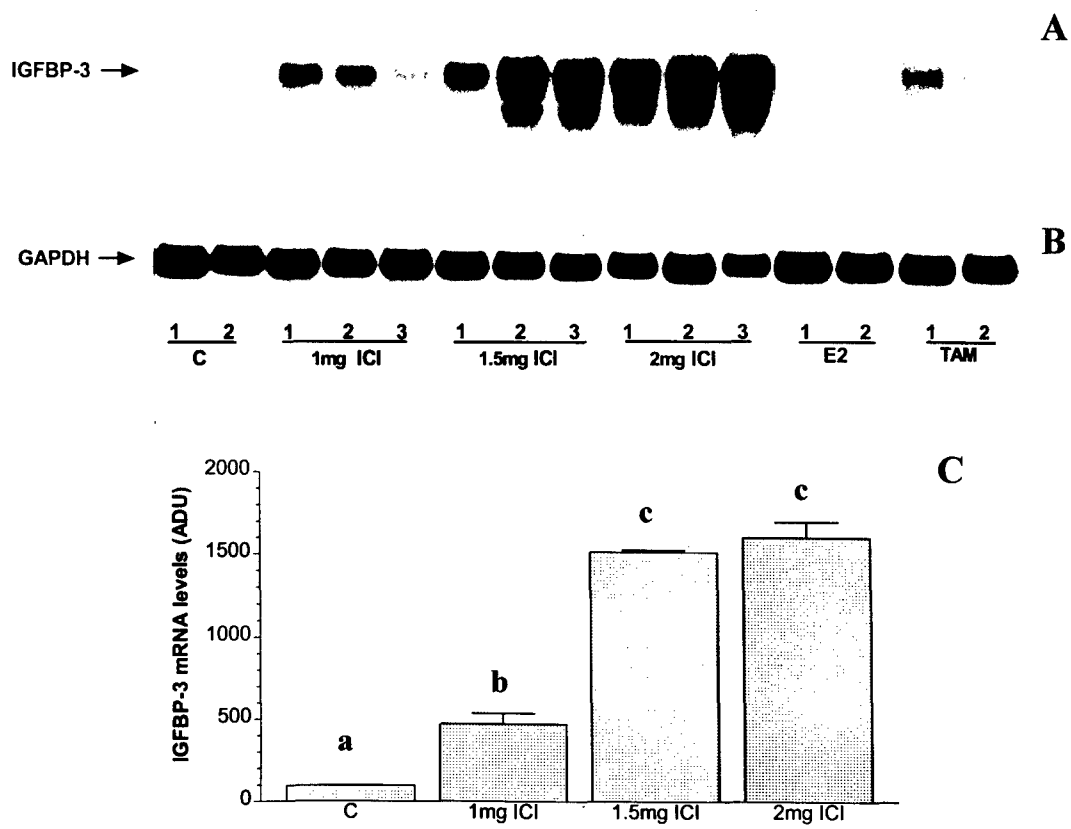 A
IGFBP-3
B
GAPDH
1 2 1 2 3 1 2 3 1 2 3 1 2 1 2
C 1mg ICI 1.5mg ICI 2mg ICI E2 TAM
C
IGFBP-3 mRNA levels (ADU)
2000
1500
1000
500
0
a
b
c
c
C 1mg ICI 1.5mg ICI 2mg ICI